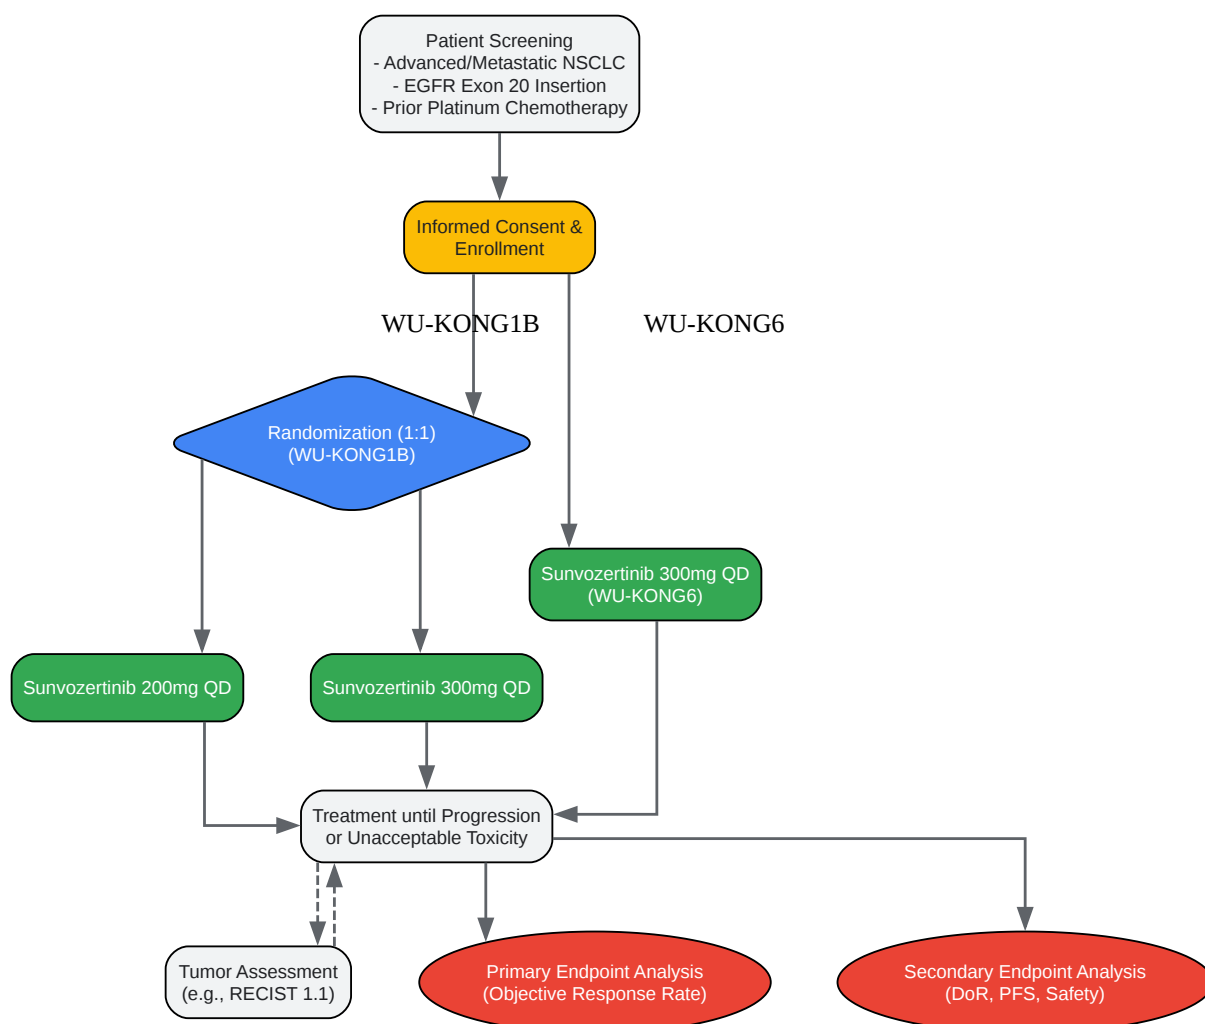 Patient Screening
- Advanced/Metastatic NSCLC
- EGFR Exon 20 Insertion
- Prior Platinum Chemotherapy
Informed Consent &
Enrollment
WU-KONG1B
WU-KONG6
Randomization (1:1)
(WU-KONG1B)
Sunvozertinib 300mg QD
(WU-KONG6)
Sunvozertinib 200mg QD
Sunvozertinib 300mg QD
Treatment until Progression
or Unacceptable Toxicity
Tumor Assessment
(e.g., RECIST 1.1)
Primary Endpoint Analysis
(Objective Response Rate)
Secondary Endpoint Analysis
(DoR, PFS, Safety)